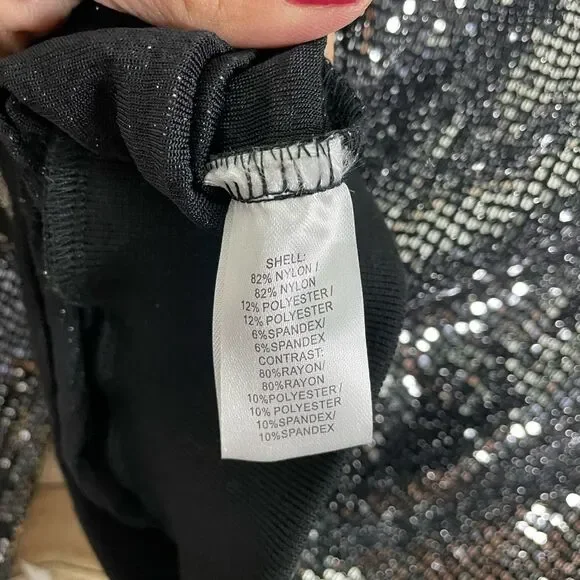 SHELL:
82% NYLON /
82% NYLON
12% POLYESTER /
12% POLYESTER
6%SPANDEX/
6%SPANDEX
CONTRAST:
80%RAYON/
80%RAYON
10%POLYESTER /
10% POLYESTER
10%SPANDEX/
10%SPANDEX